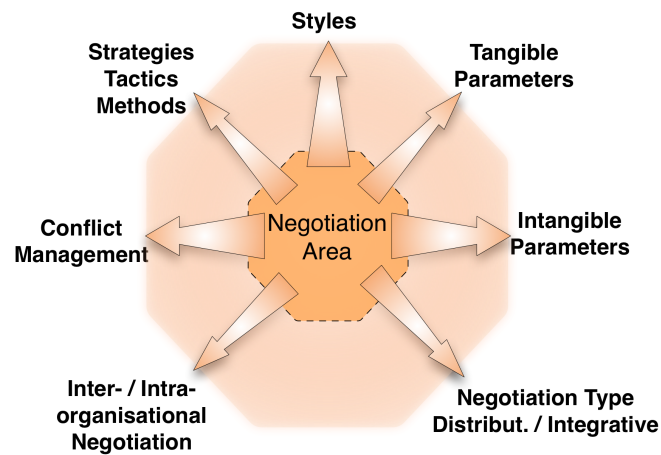 Styles
Strategies
Tactics
Methods
Tangible
Parameters
Negotiation
Area
Conflict
Management
Intangible
Parameters
Inter- / Intra-
organisational
Negotiation
Negotiation Type
Distribut. / Integrative